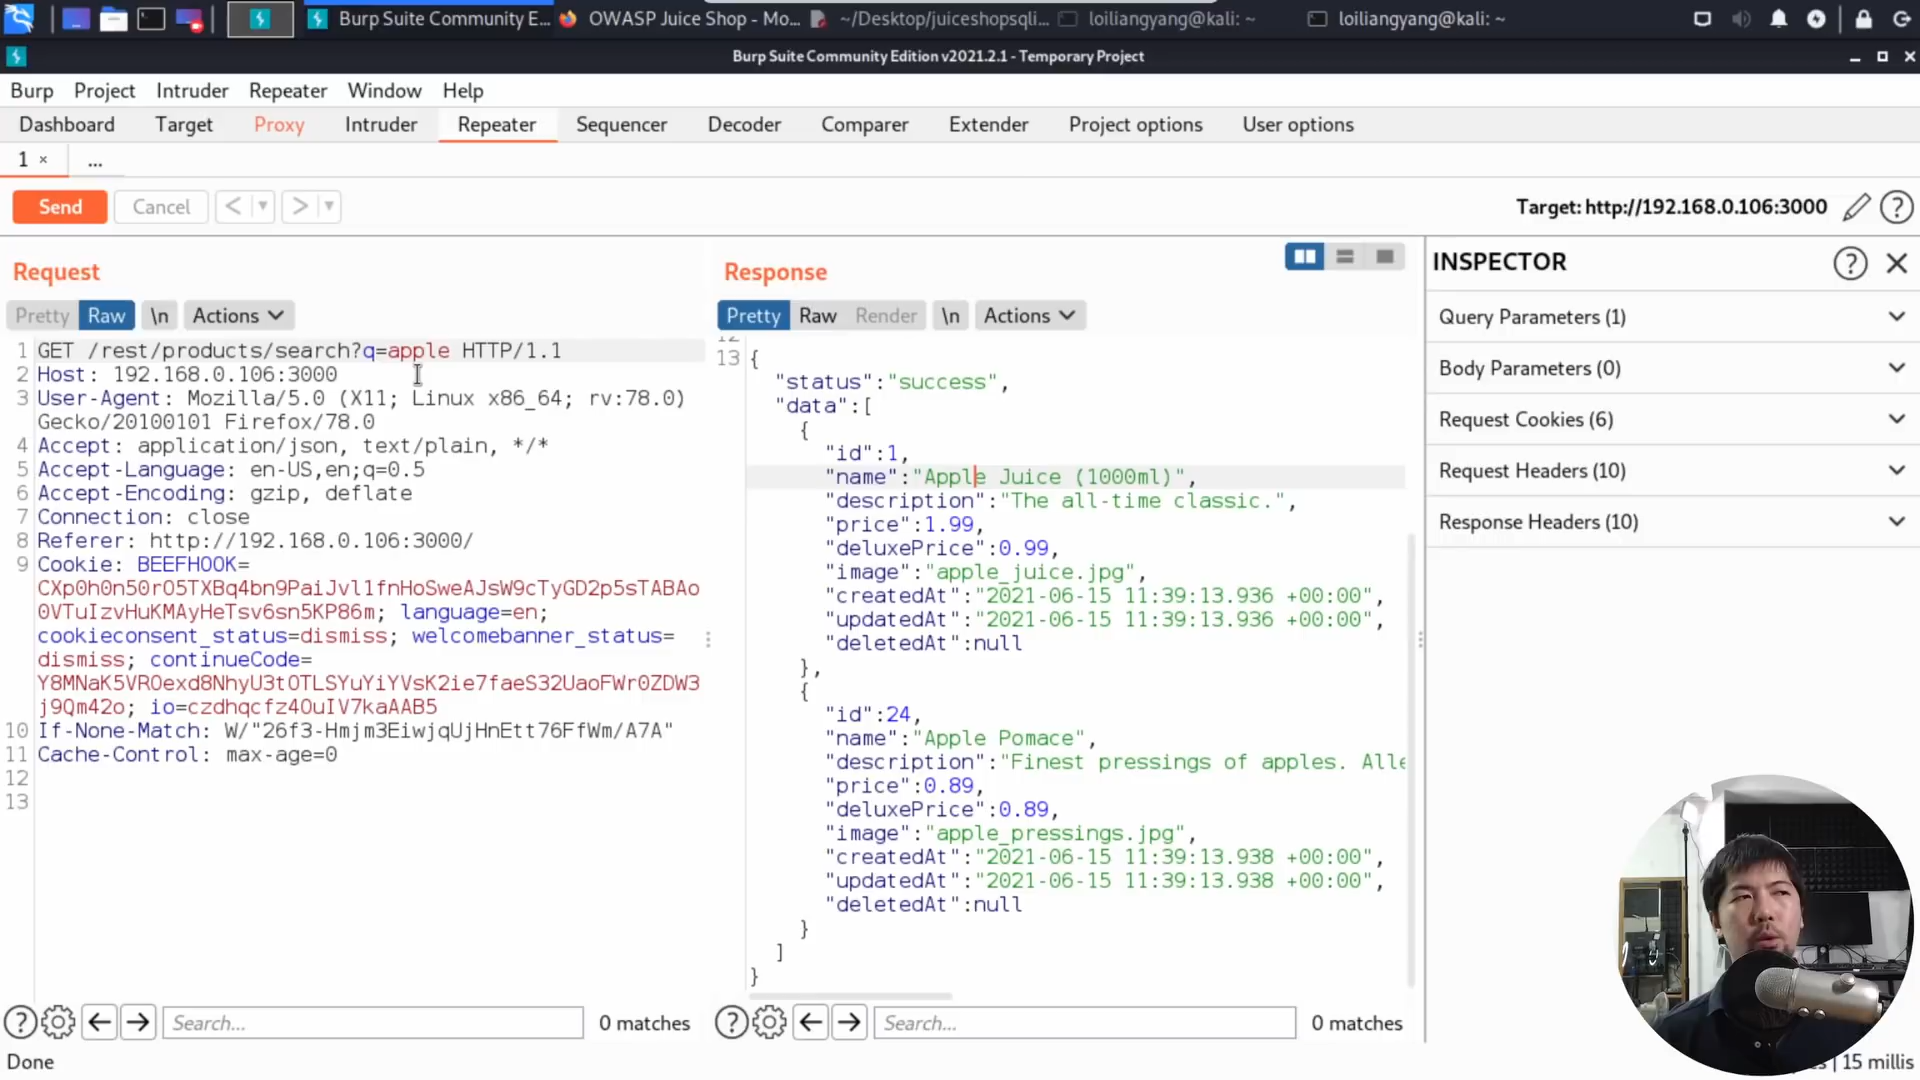 Burp Suite Community E...
OWASP Juice Shop - Mo...
~/Desktop/juiceshopsqli...
loiliangyang@kali: ~
loiliangyang@kali: ~
Burp Suite Community Edition v2021.2.1 - Temporary Project
Burp Project Intruder Repeater Window Help
Dashboard Target Proxy Intruder Repeater Sequencer Decoder Comparer Extender Project options User options
1 × ...
Send Cancel < > Target: http://192.168.0.106:3000
Request
Pretty Raw \n Actions
1 GET /rest/products/search?q=apple HTTP/1.1
2 Host: 192.168.0.106:3000
3 User-Agent: Mozilla/5.0 (X11; Linux x86_64; rv:78.0)
Gecko/20100101 Firefox/78.0
4 Accept: application/json, text/plain, */*
5 Accept-Language: en-US,en;q=0.5
6 Accept-Encoding: gzip, deflate
7 Connection: close
8 Referer: http://192.168.0.106:3000/
9 Cookie: BEEFHOOK=
CXp0h0n50rO5TXBq4bn9PaiJvl1fnHoSweAJsW9cTyGD2p5sTABAo
0VTuIzvHuKMAyHeTsv6sn5KP86m; language=en;
cookieconsent_status=dismiss; welcomebanner_status=
dismiss; continueCode=
Y8MNaK5VROexd8NhyU3tOTLSYuYiYVsK2ie7faeS32UaoFWr0ZDW3
j9Qm42o; io=czdhqcfz4OuIV7kaAAB5
10 If-None-Match: W/"26f3-Hmjm3EiwjqUjHnEtt76FfWm/A7A"
11 Cache-Control: max-age=0
12
13
Search... 0 matches
Done
Response
Pretty Raw Render \n Actions
12
13 {
"status":"success",
"data":[
{
"id":1,
"name":"Apple Juice (1000ml)",
"description":"The all-time classic.",
"price":1.99,
"deluxePrice":0.99,
"image":"apple_juice.jpg",
"createdAt":"2021-06-15 11:39:13.936 +00:00",
"updatedAt":"2021-06-15 11:39:13.936 +00:00",
"deletedAt":null
},
{
"id":24,
"name":"Apple Pomace",
"description":"Finest pressings of apples. Alle
"price":0.89,
"deluxePrice":0.89,
"image":"apple_pressings.jpg",
"createdAt":"2021-06-15 11:39:13.938 +00:00",
"updatedAt":"2021-06-15 11:39:13.938 +00:00",
"deletedAt":null
}
]
}
Search... 0 matches
INSPECTOR
Query Parameters (1)
Body Parameters (0)
Request Cookies (6)
Request Headers (10)
Response Headers (10)
| 15 millis